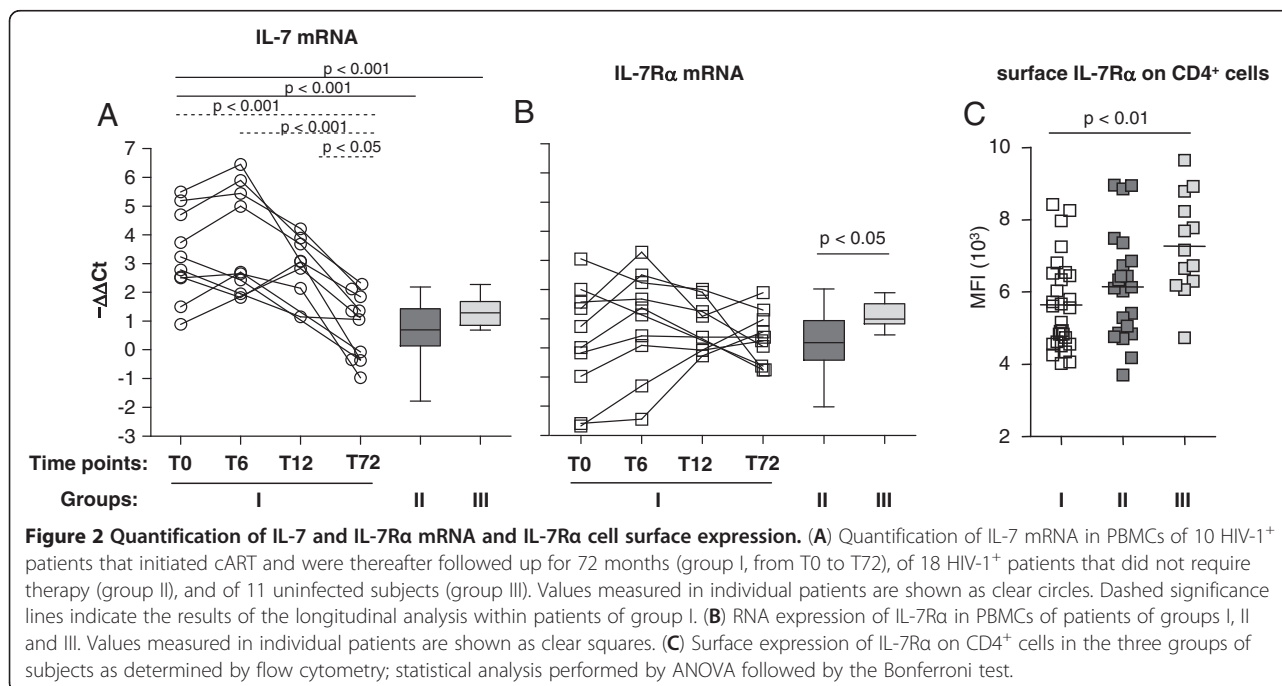 IL-7 mRNA
p < 0.001
p < 0.001
p < 0.001
p < 0.001
p < 0.05
A
7
6
5
4
3
2
1
0
-1
-2
-3
−ΔΔCt
IL-7Rα mRNA
B
p < 0.05
surface IL-7Rα on CD4⁺ cells
C
p < 0.01
10
8
6
4
2
MFI (10³)
Time points: T0 T6 T12 T72 T0 T6 T12 T72
Groups: I II III I II III I II III
Figure 2 Quantification of IL-7 and IL-7Rα mRNA and IL-7Rα cell surface expression. (A) Quantification of IL-7 mRNA in PBMCs of 10 HIV-1⁺
patients that initiated cART and were thereafter followed up for 72 months (group I, from T0 to T72), of 18 HIV-1⁺ patients that did not require
therapy (group II), and of 11 uninfected subjects (group III). Values measured in individual patients are shown as clear circles. Dashed significance
lines indicate the results of the longitudinal analysis within patients of group I. (B) RNA expression of IL-7Rα in PBMCs of patients of groups I, II
and III. Values measured in individual patients are shown as clear squares. (C) Surface expression of IL-7Rα on CD4⁺ cells in the three groups of
subjects as determined by flow cytometry; statistical analysis performed by ANOVA followed by the Bonferroni test.